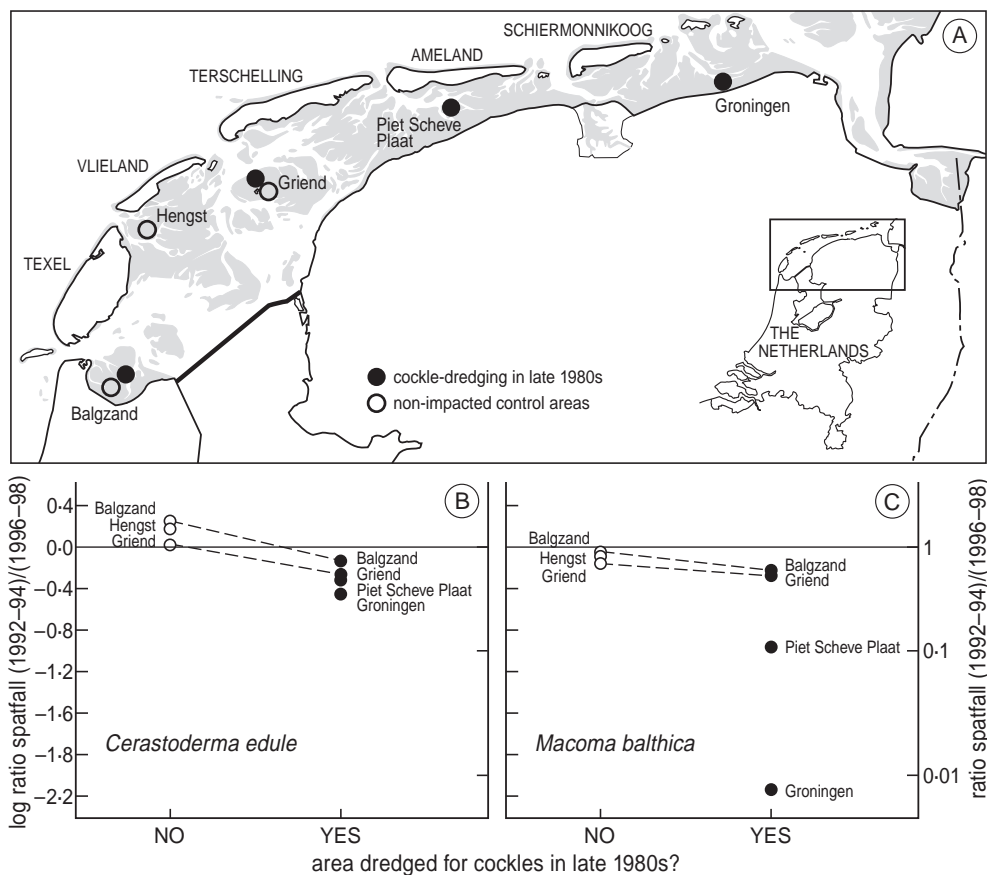 SCHIERMONNIKOOG
A
AMELAND
TERSCHELLING
Groningen
Piet Scheve
Plaat
VLIELAND
Griend
Hengst
TEXEL
THE
NETHERLANDS
cockle-dredging in late 1980s
non-impacted control areas
Balgzand
log ratio spatfall (1992–94)/(1996–98)
0·4
0.0
–0·4
–0·8
–1·2
–1·6
–1·8
–2·2
B
Balgzand
Hengst
Griend
Balgzand
Griend
Piet Scheve Plaat
Groningen
Cerastoderma edule
NO
YES
C
Balgzand
Hengst
Griend
Balgzand
Griend
Piet Scheve Plaat
Groningen
Macoma balthica
NO
YES
1
0·1
0·01
ratio spatfall (1992–94)/(1996–98)
area dredged for cockles in late 1980s?